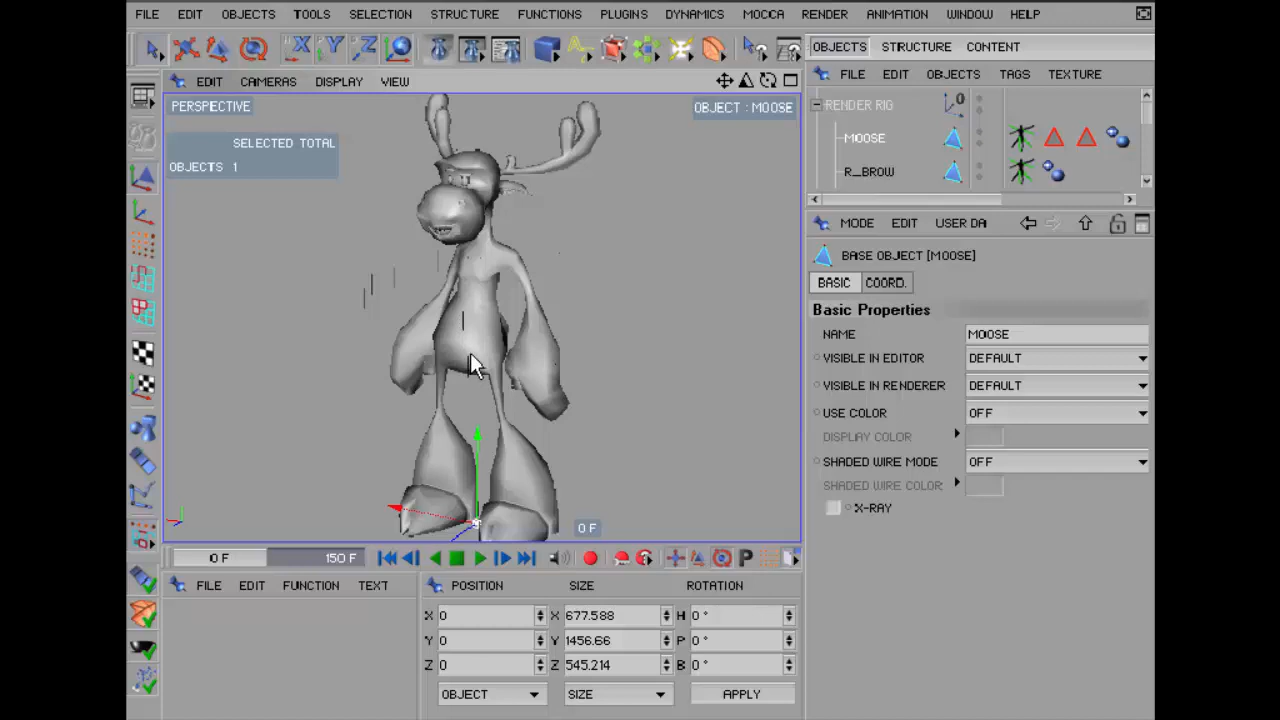 FILE EDIT OBJECTS TOOLS SELECTION STRUCTURE FUNCTIONS PLUGINS DYNAMICS MOCCA RENDER ANIMATION WINDOW HELP
X Y Z
OBJECTS STRUCTURE CONTENT
EDIT CAMERAS DISPLAY VIEW
FILE EDIT OBJECTS TAGS TEXTURE
PERSPECTIVE
OBJECT : MOOSE
RENDER RIG
MOOSE
R_BROW
SELECTED TOTAL
OBJECTS 1
MODE EDIT USER DA
BASE OBJECT [MOOSE]
BASIC COORD.
Basic Properties
NAME MOOSE
VISIBLE IN EDITOR DEFAULT
VISIBLE IN RENDERER DEFAULT
USE COLOR OFF
DISPLAY COLOR
SHADED WIRE MODE OFF
SHADED WIRE COLOR
X-RAY
0 F
0 F 150 F P
FILE EDIT FUNCTION TEXT
POSITION SIZE ROTATION
X 0 X 677.588 H 0 °
Y 0 Y 1456.66 P 0 °
Z 0 Z 545.214 B 0 °
OBJECT SIZE APPLY